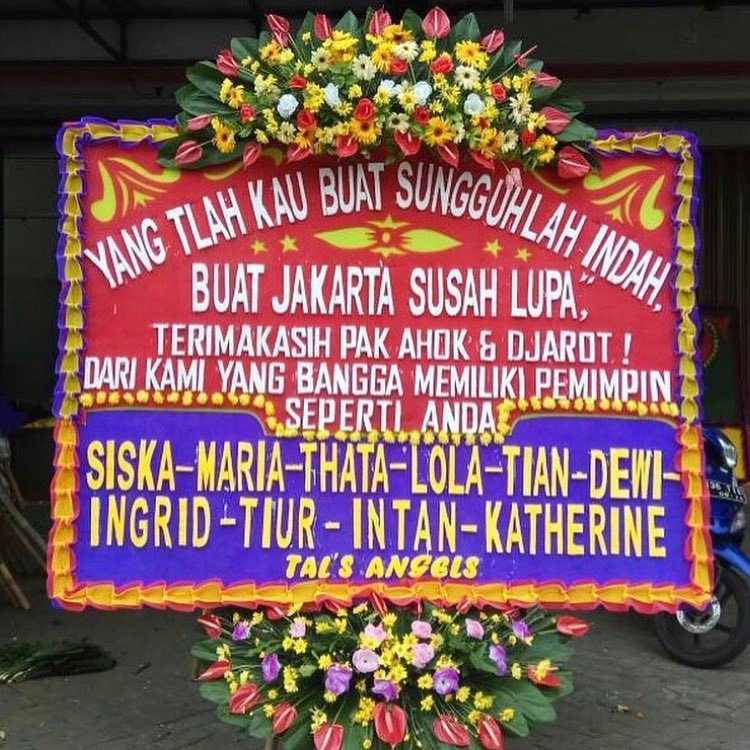 YANG TLAH KAU BUAT SUNGGUHLAH INDAH,
BUAT JAKARTA SUSAH LUPA,"
TERIMAKASIH PAK AHOK & DJAROT !
DARI KAMI YANG BANGGA MEMILIKI PEMIMPIN
SEPERTI ANDA
SISKA-MARIA-THATA-LOLA-TIAN-DEWI-
INGRID-TIUR-INTAN-KATHERINE
TAL'S ANGELS